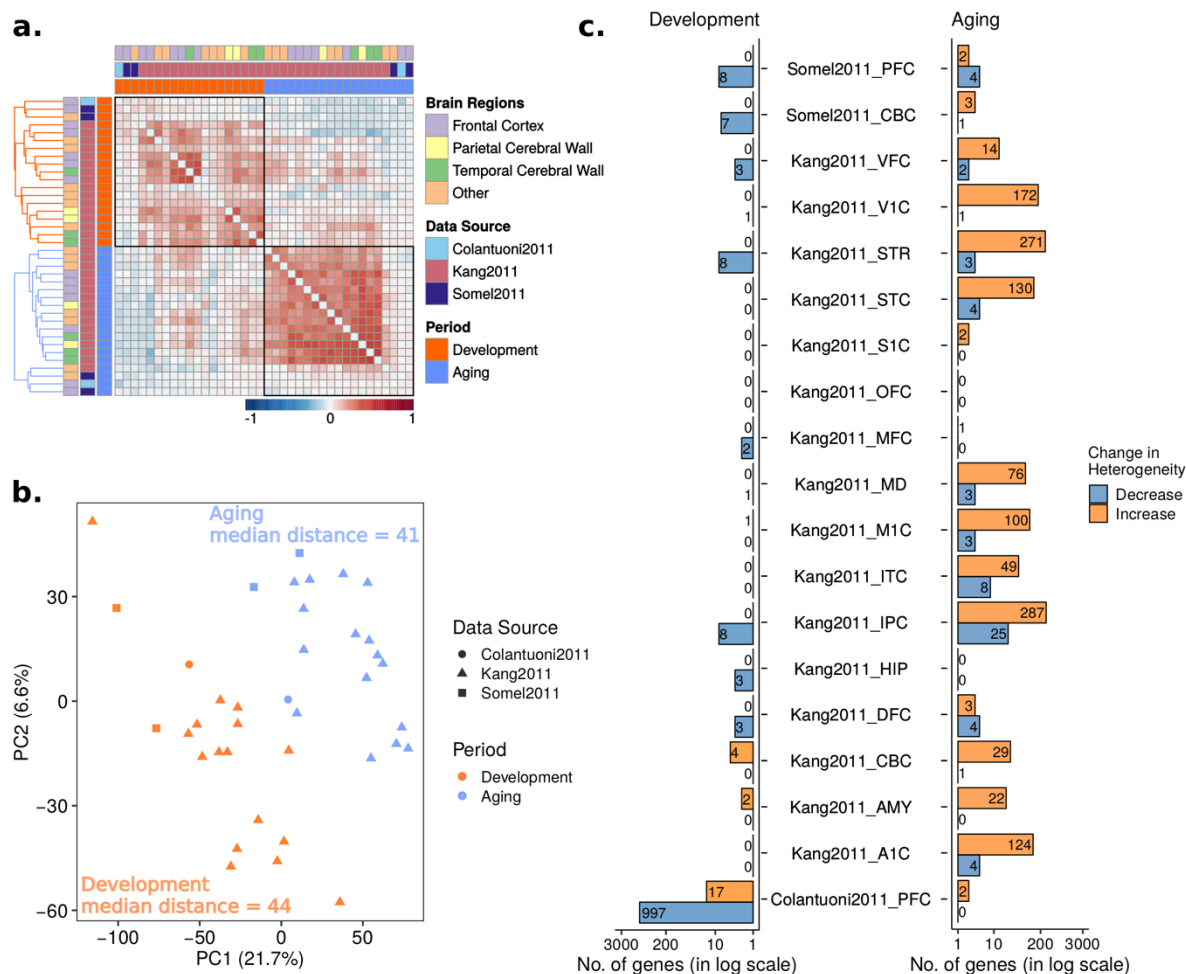 a.
Brain Regions
Frontal Cortex
Parietal Cerebral Wall
Temporal Cerebral Wall
Other
Data Source
Colantuoni2011
Kang2011
Somel2011
Period
Development
Aging
-1 0 1
b.
Aging
median distance = 41
Development
median distance = 44
30
0
−30
−60
PC2 (6.6%)
−100 −50 0 50
PC1 (21.7%)
Data Source
Colantuoni2011
Kang2011
Somel2011
Period
Development
Aging
c.
Development Aging
0 Somel2011_PFC 2
8 4
0 Somel2011_CBC 3
7 1
0 Kang2011_VFC 14
3 2
0 Kang2011_V1C 172
1 1
0 Kang2011_STR 271
8 3
0 Kang2011_STC 130
0 4
0 Kang2011_S1C 2
0 0
0 Kang2011_OFC 0
0 0
0 Kang2011_MFC 1
2 0
0 Kang2011_MD 76
1 3
1 Kang2011_M1C 100
0 3
0 Kang2011_ITC 49
0 8
0 Kang2011_IPC 287
8 25
0 Kang2011_HIP 0
3 0
0 Kang2011_DFC 3
3 4
4 Kang2011_CBC 29
0 1
2 Kang2011_AMY 22
0 0
0 Kang2011_A1C 124
0 4
17 Colantuoni2011_PFC 2
997 0
3000 10 1 1 10 200 3000
No. of genes (in log scale) No. of genes (in log scale)
Change in
Heterogeneity
Decrease
Increase